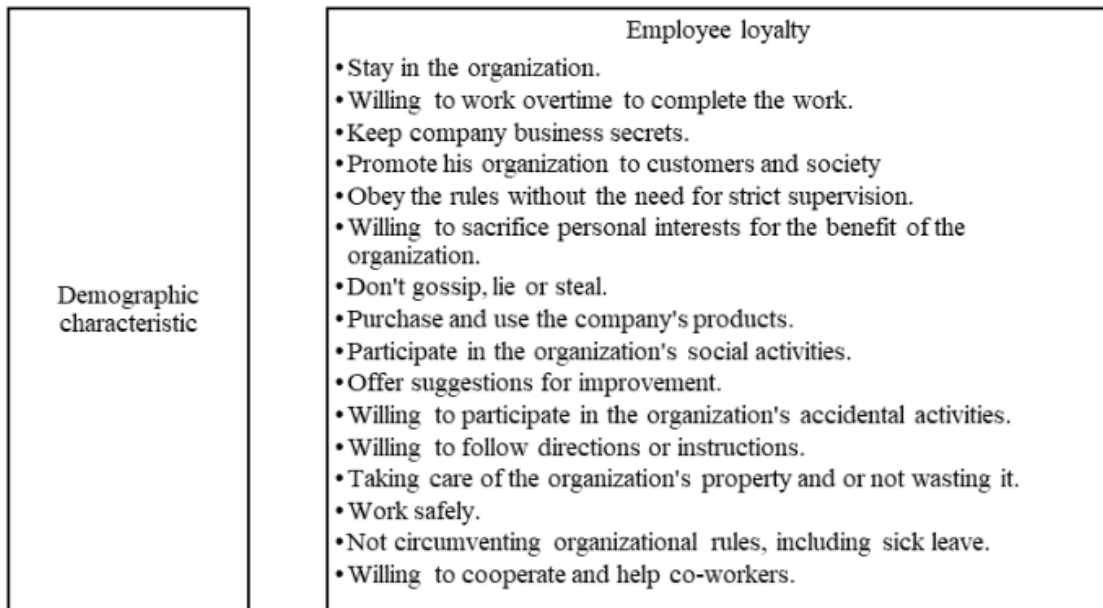 Demographic
characteristic
Employee loyalty
•Stay in the organization.
•Willing to work overtime to complete the work.
•Keep company business secrets.
•Promote his organization to customers and society
•Obey the rules without the need for strict supervision.
•Willing to sacrifice personal interests for the benefit of the
organization.
•Don't gossip, lie or steal.
•Purchase and use the company's products.
•Participate in the organization's social activities.
•Offer suggestions for improvement.
•Willing to participate in the organization's accidental activities.
•Willing to follow directions or instructions.
•Taking care of the organization's property and or not wasting it.
•Work safely.
•Not circumventing organizational rules, including sick leave.
•Willing to cooperate and help co-workers.